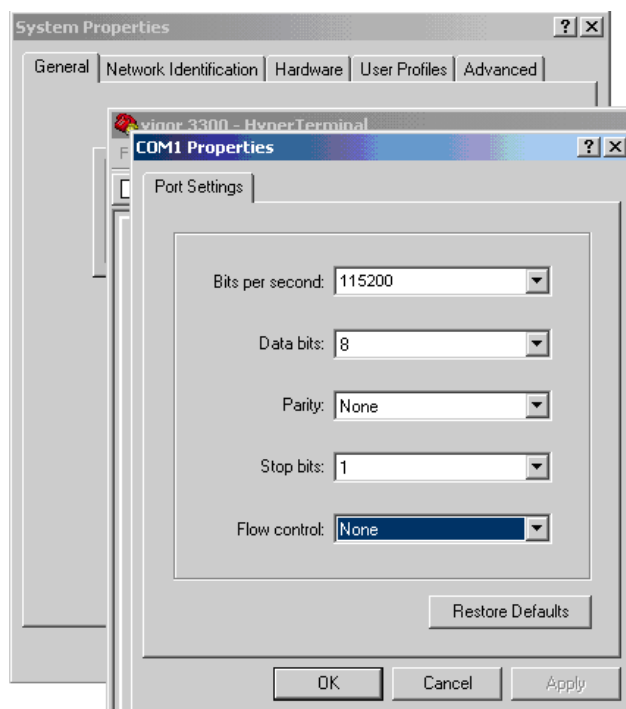 System Properties
General Network Identification Hardware User Profiles Advanced
vigor 3300 - HyperTerminal
F
COM1 Properties
Port Settings
Bits per second: 115200
Data bits: 8
Parity: None
Stop bits: 1
Flow control: None
Restore Defaults
OK Cancel Apply